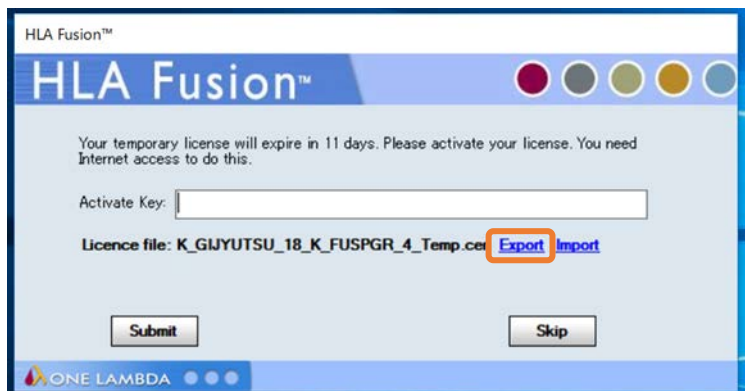 HLA Fusion™
HLA Fusion™
Your temporary license will expire in 11 days. Please activate your license. You need
Internet access to do this.
Activate Key:
Licence file: K_GIJYUTSU_18_K_FUSPGR_4_Temp.cer Export Import
Submit Skip
ONE LAMBDA